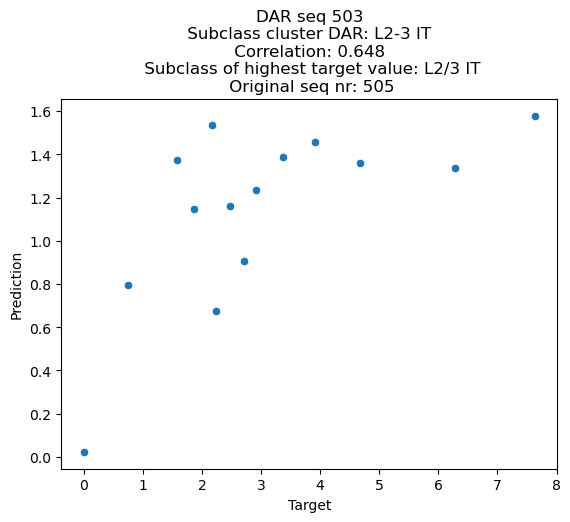 DAR seq 503
Subclass cluster DAR: L2-3 IT
Correlation: 0.648
Subclass of highest target value: L2/3 IT
Original seq nr: 505
1.6
1.4
1.2
1.0
0.8
0.6
0.4
0.2
0.0
Prediction
0 1 2 3 4 5 6 7 8
Target